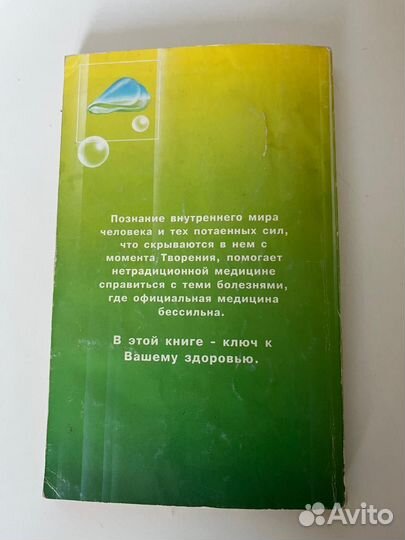 Познание внутреннего мира
человека и тех потаенных сил,
что скрываются в нем с
момента Творения, помогает
нетрадиционной медицине
справиться с теми болезнями,
где официальная медицина
бессильна.
В этой книге - ключ к
Вашему здоровью.
Avito